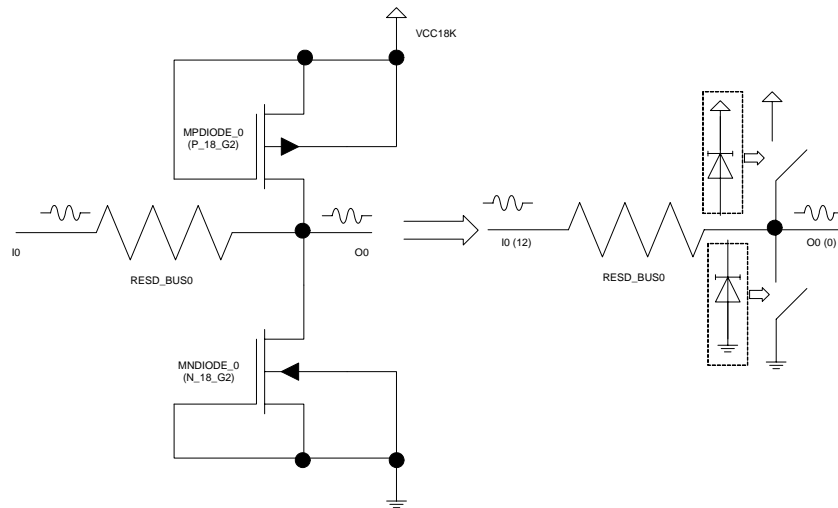 VCC18K
MPDIODE_0
(P_18_G2)
I0
O0
RESD_BUS0
I0 (12)
O0 (0)
RESD_BUS0
MNDIODE_0
(N_18_G2)